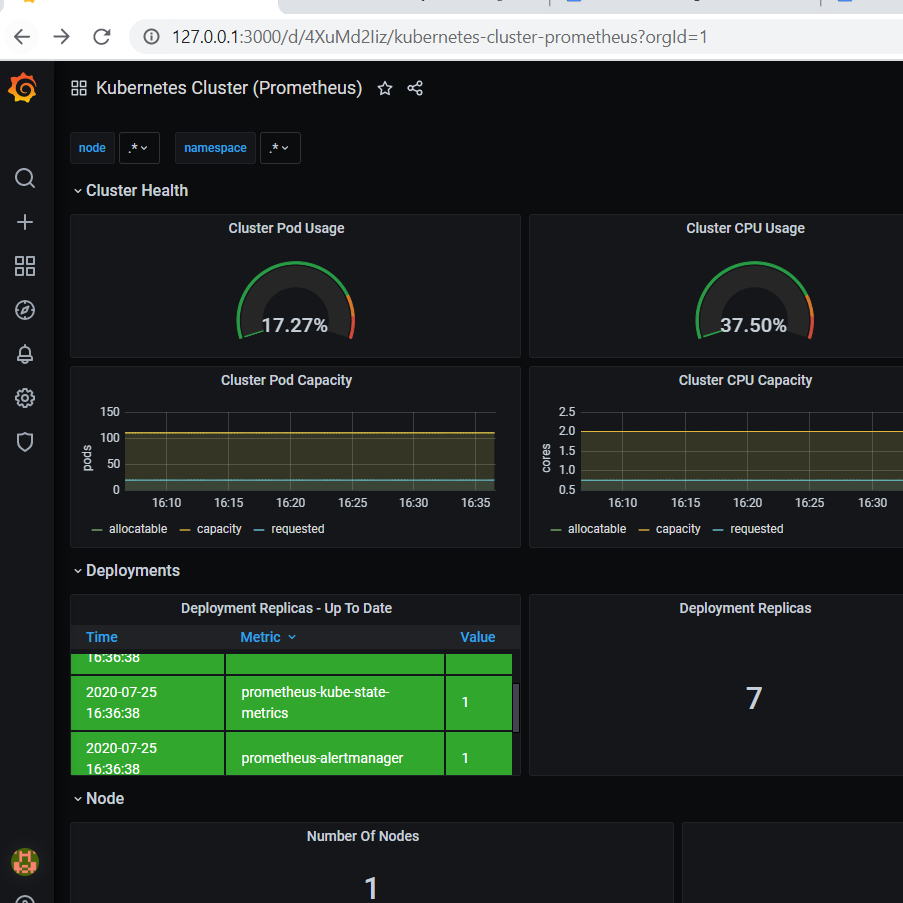 127.0.0.1:3000/d/4XuMd2Iiz/kubernetes-cluster-prometheus?orgId=1
Kubernetes Cluster (Prometheus)
node .* namespace .*
Cluster Health
Cluster Pod Usage
17.27%
Cluster CPU Usage
37.50%
Cluster Pod Capacity
150
100
50
0
pods
16:10 16:15 16:20 16:25 16:30 16:35
allocatable capacity requested
Cluster CPU Capacity
2.5
2.0
1.5
1.0
0.5
cores
16:10 16:15 16:20 16:25 16:30
allocatable capacity requested
Deployments
Deployment Replicas - Up To Date
Time Metric Value
16:36:38
2020-07-25 16:36:38 prometheus-kube-state-metrics 1
2020-07-25 16:36:38 prometheus-alertmanager 1
Deployment Replicas
7
Node
Number Of Nodes
1